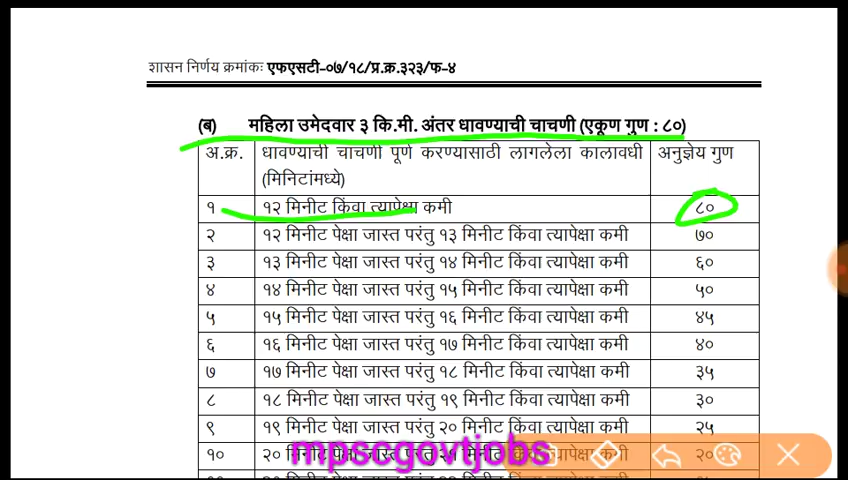 शासन निर्णय क्रमांकः एफएसटी-०७/१८/प्र.क्र.३२३/फ-४
(ब) महिला उमेदवार ३ कि.मी. अंतर धावण्याची चाचणी (एकूण गुण : ८०)
अ.क्र. धावण्याची चाचणी पूर्ण करण्यासाठी लागलेला कालावधी (मिनिटांमध्ये) अनुज्ञेय गुण
१ १२ मिनीट किंवा त्यापेक्षा कमी ८०
२ १२ मिनीट पेक्षा जास्त परंतु १३ मिनीट किंवा त्यापेक्षा कमी ७०
३ १३ मिनीट पेक्षा जास्त परंतु १४ मिनीट किंवा त्यापेक्षा कमी ६०
४ १४ मिनीट पेक्षा जास्त परंतु १५ मिनीट किंवा त्यापेक्षा कमी ५०
५ १५ मिनीट पेक्षा जास्त परंतु १६ मिनीट किंवा त्यापेक्षा कमी ४५
६ १६ मिनीट पेक्षा जास्त परंतु १७ मिनीट किंवा त्यापेक्षा कमी ४०
७ १७ मिनीट पेक्षा जास्त परंतु १८ मिनीट किंवा त्यापेक्षा कमी ३५
८ १८ मिनीट पेक्षा जास्त परंतु १९ मिनीट किंवा त्यापेक्षा कमी ३०
९ १९ मिनीट पेक्षा जास्त परंतु २० मिनीट किंवा त्यापेक्षा कमी २५
१० २० मिनीट पेक्षा जास्त परंतु २० 
mpscgovtjobs